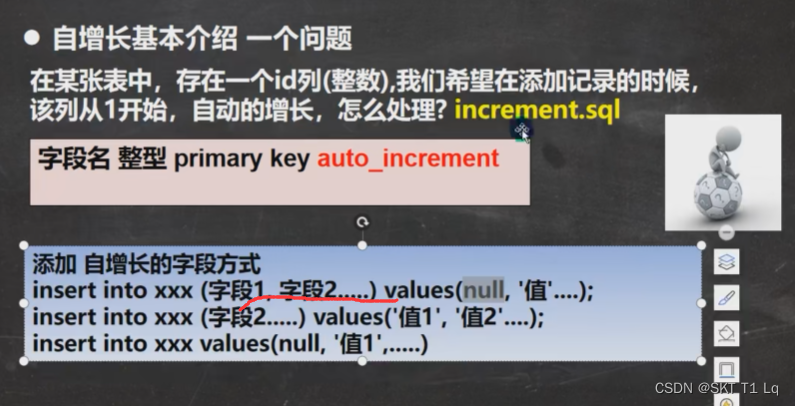 ● 自增长基本介绍 一个问题
在某张表中，存在一个id列(整数),我们希望在添加记录的时候，
该列从1开始，自动的增长，怎么处理? increment.sql
字段名 整型 primary key auto_increment
添加 自增长的字段方式
insert into xxx (字段1, 字段2.....) values(null, '值'....);
insert into xxx (字段2.....) values('值1', '值2'....);
insert into xxx values(null, '值1',.....)
CSDN @SKT T1 Lq